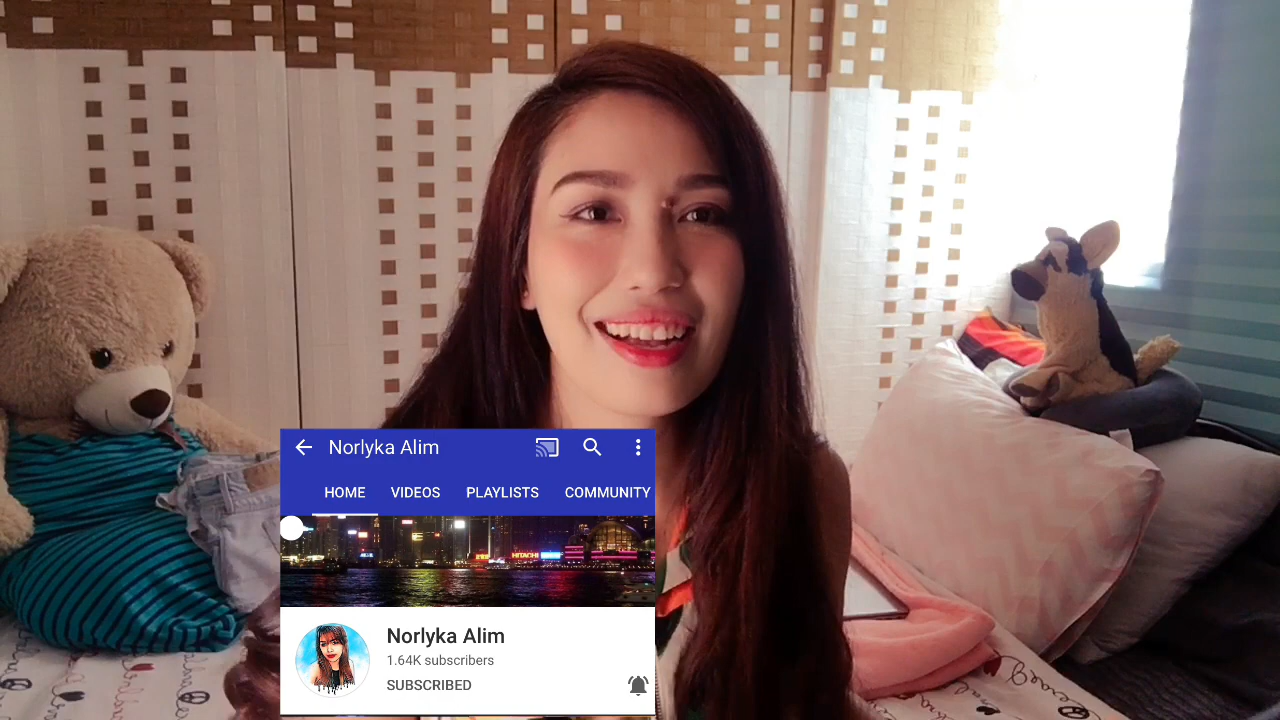 Norlyka Alim
HOME VIDEOS PLAYLISTS COMMUNITY
HITACHI
Norlyka Alim
1.64K subscribers
SUBSCRIBED